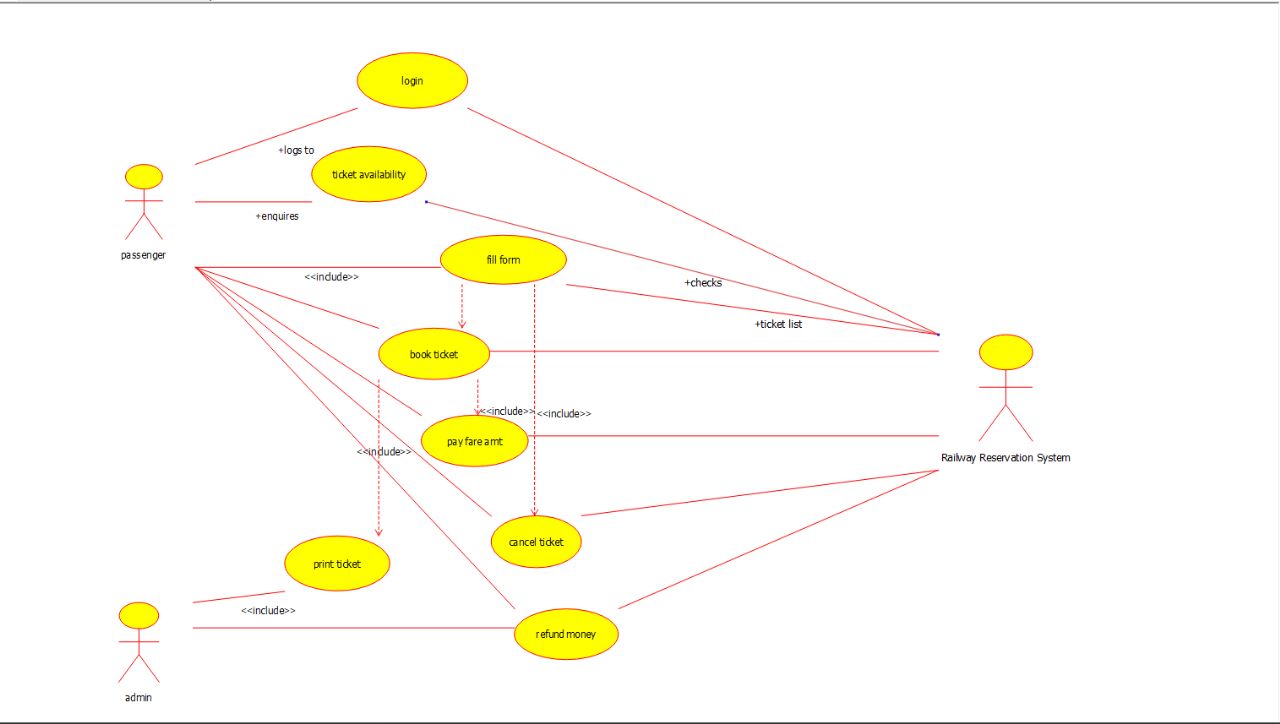 login
+logs to
ticket availability
+enquires
passenger
fill form
<<include>>
+checks
+ticket list
book ticket
<<include>>
<<include>>
pay fare amt
<<include>>
Railway Reservation System
cancel ticket
print ticket
<<include>>
refund money
admin